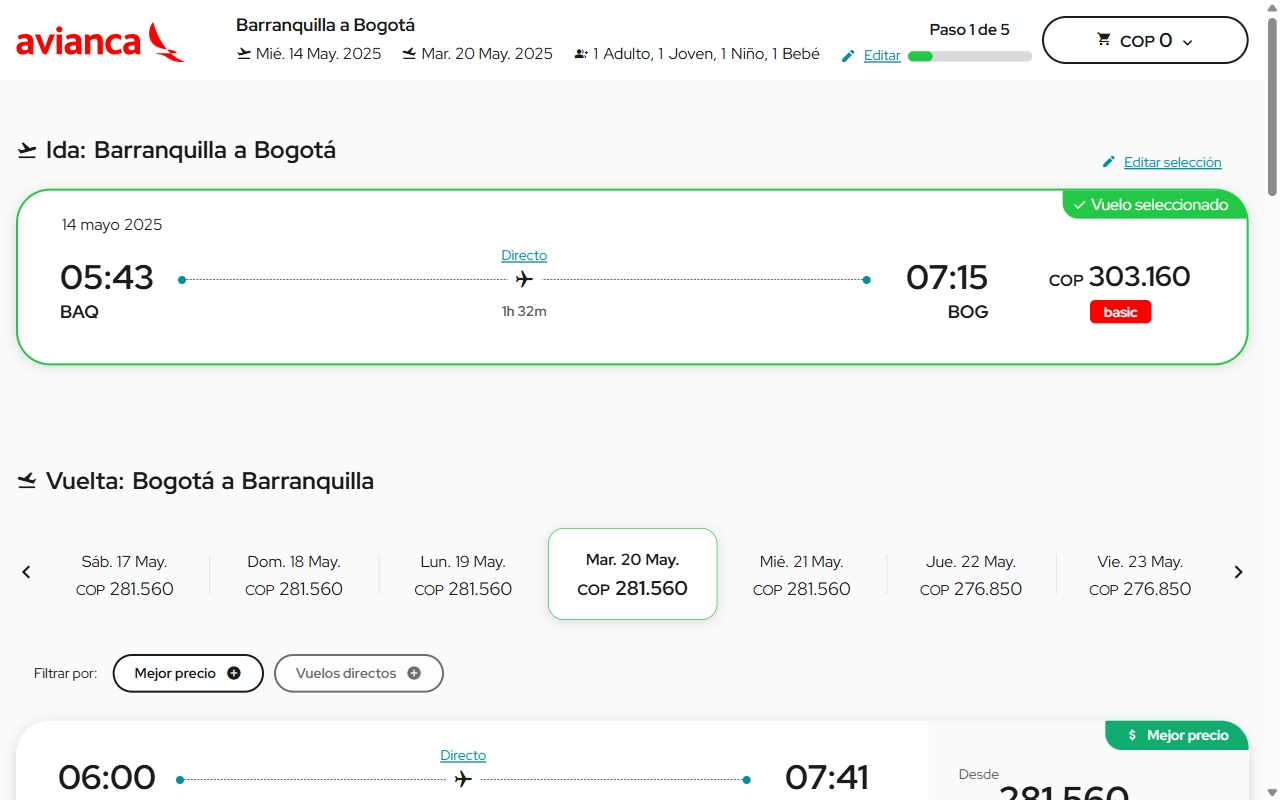 avianca
Barranquilla a Bogotá
Mié. 14 May. 2025 Mar. 20 May. 2025 1 Adulto, 1 Joven, 1 Niño, 1 Bebé Editar
Paso 1 de 5
COP 0
Ida: Barranquilla a Bogotá
Editar selección
Vuelo seleccionado
14 mayo 2025
Directo
05:43 07:15 COP 303.160
BAQ 1h 32m BOG basic
Vuelta: Bogotá a Barranquilla
Sáb. 17 May. Dom. 18 May. Lun. 19 May. Mar. 20 May. Mié. 21 May. Jue. 22 May. Vie. 23 May.
COP 281.560 COP 281.560 COP 281.560 COP 281.560 COP 281.560 COP 276.850 COP 276.850
Filtrar por: Mejor precio Vuelos directos
$ Mejor precio
Directo
06:00 07:41 Desde
281.560